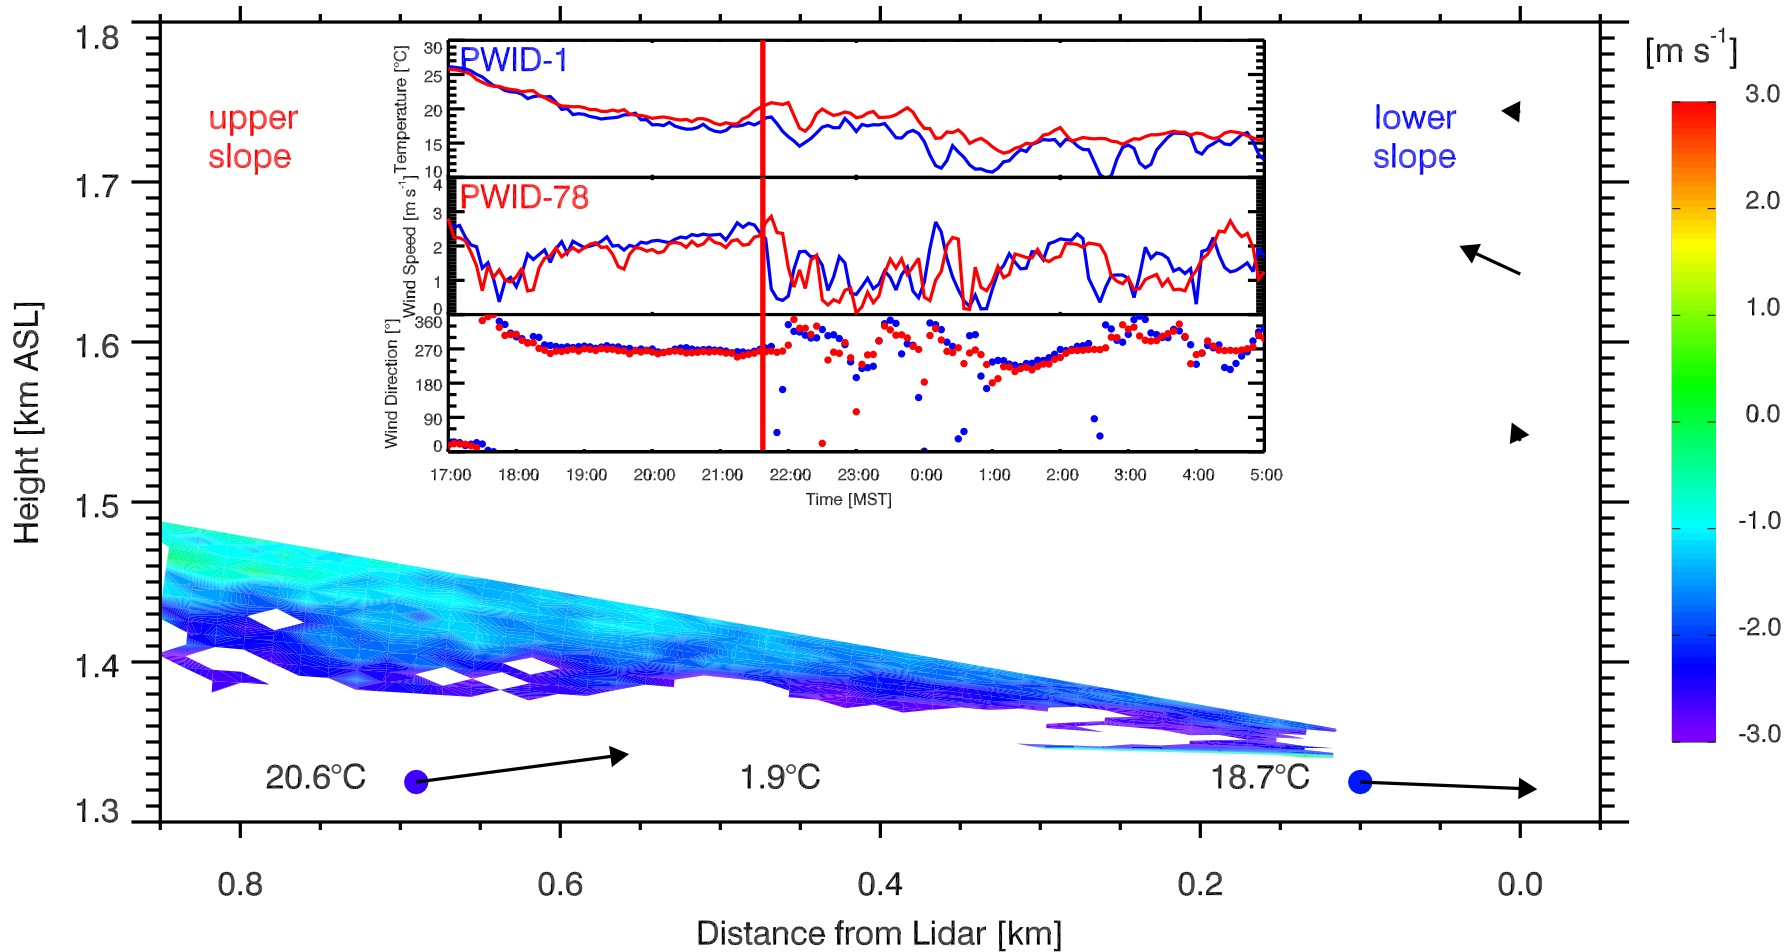 1.8
1.7
1.6
1.5
1.4
1.3
Height [km ASL]
upper
slope
lower
slope
PWID-1
30
25
20
15
10
Temperature [°C]
PWID-78
4
3
2
1
0
Wind Speed [m s-1]
360
270
180
90
0
Wind Direction [°]
17:00 18:00 19:00 20:00 21:00 22:00 23:00 0:00 1:00 2:00 3:00 4:00 5:00
Time [MST]
[m s-1]
3.0
2.0
1.0
0.0
-1.0
-2.0
-3.0
20.6°C 1.9°C 18.7°C
0.8 0.6 0.4 0.2 0.0
Distance from Lidar [km]